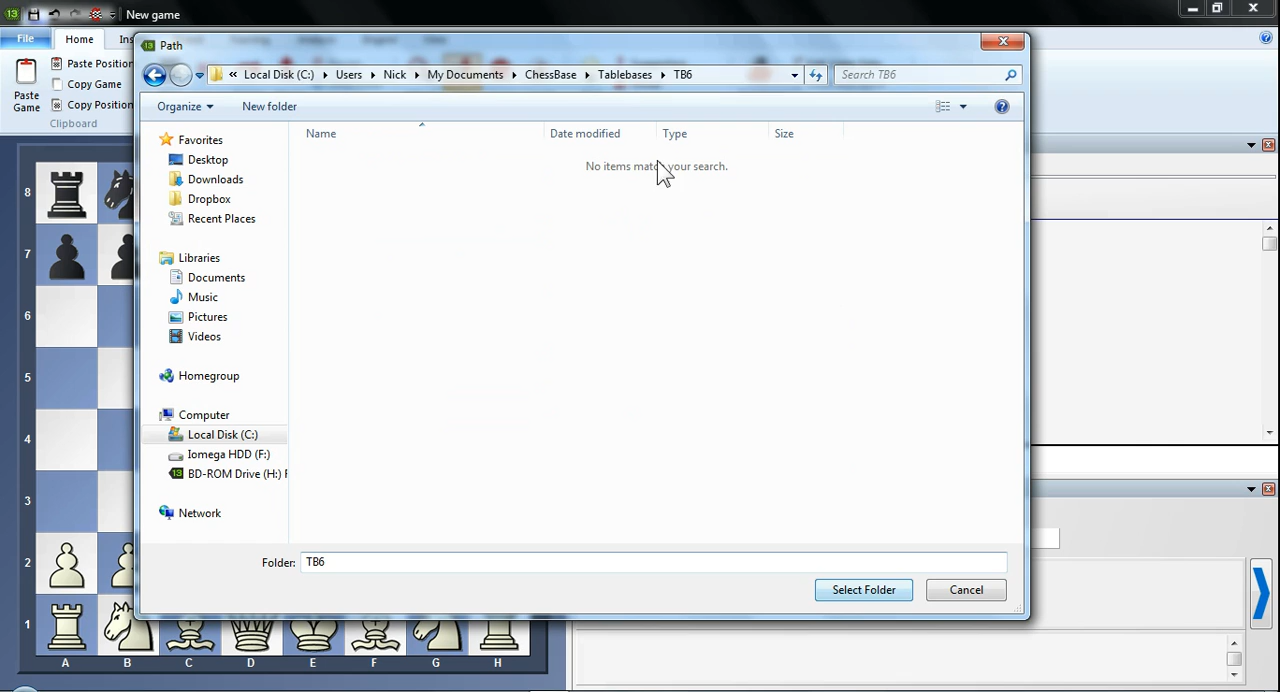 New game
File
Home
Ins
Paste Position
Copy Game
Copy Position
Paste
Game
Clipboard
13 Path
« Local Disk (C:) Users Nick My Documents ChessBase Tablebases TB6
Search TB6
Organize New folder
Name Date modified Type Size
No items match your search.
Favorites
Desktop
Downloads
Dropbox
Recent Places
Libraries
Documents
Music
Pictures
Videos
Homegroup
Computer
Local Disk (C:)
Iomega HDD (F:)
13 BD-ROM Drive (H:) F
Network
Folder: TB6
Select Folder Cancel
8
7
6
5
4
3
2
1
A B C D E F G H